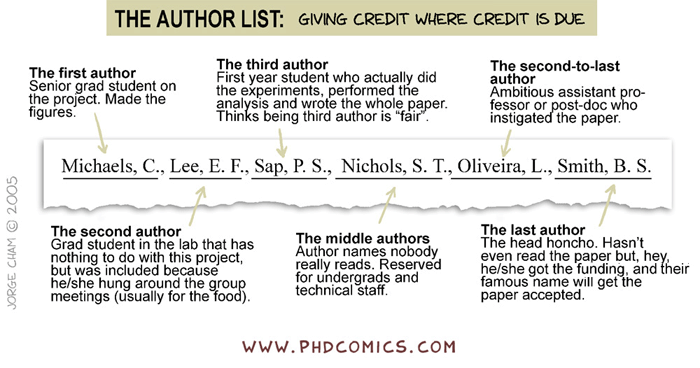 THE AUTHOR LIST: GIVING CREDIT WHERE CREDIT IS DUE
The first author
Senior grad student on
the project. Made the
figures.
The third author
First year student who actually did
the experiments, performed the
analysis and wrote the whole paper.
Thinks being third author is "fair".
The second-to-last
author
Ambitious assistant pro-
fessor or post-doc who
instigated the paper.
Michaels, C., Lee, E. F., Sap, P. S., Nichols, S. T., Oliveira, L., Smith, B. S.
The second author
Grad student in the lab that has
nothing to do with this project,
but was included because
he/she hung around the group
meetings (usually for the food).
The middle authors
Author names nobody
really reads. Reserved
for undergrads and
technical staff.
The last author
The head honcho. Hasn't
even read the paper but, hey,
he/she got the funding, and their
famous name will get the
paper accepted.
JORGE CHAM © 2005
WWW.PHDCOMICS.COM